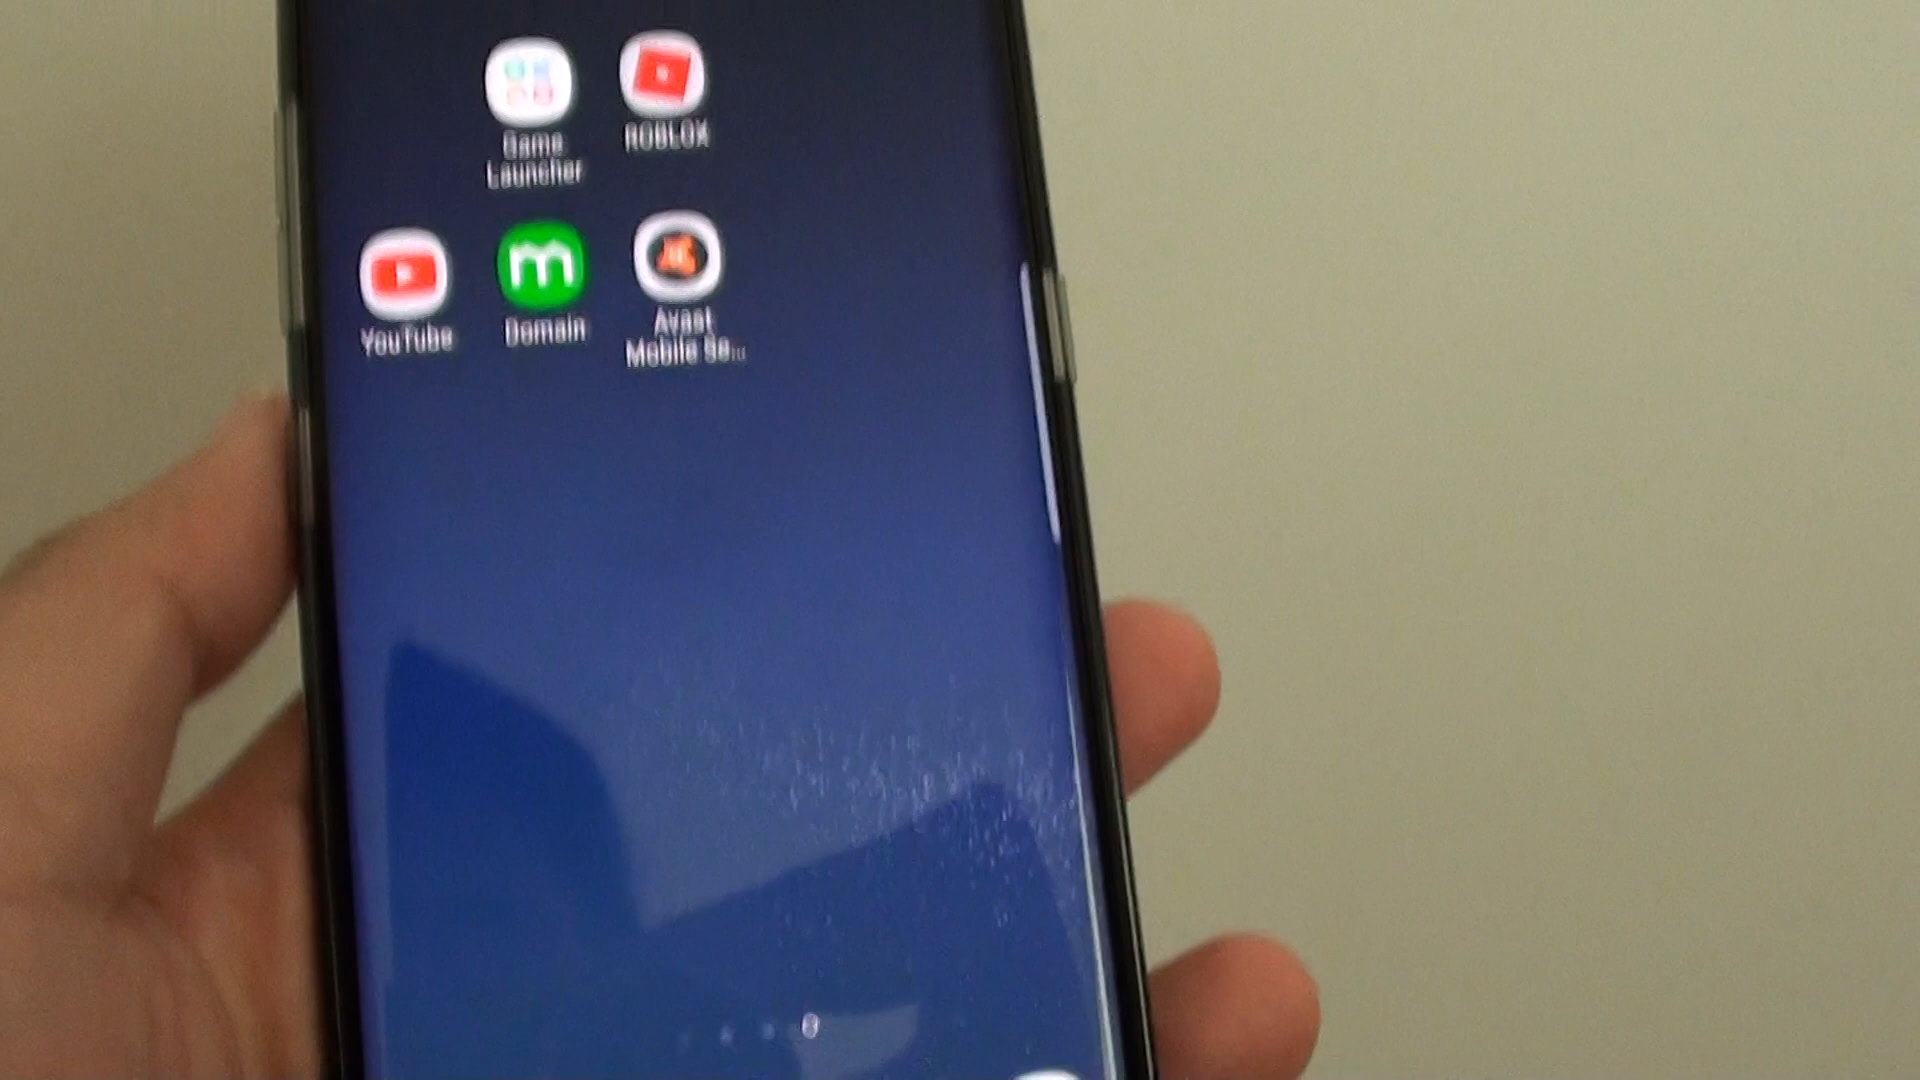 Game
Launcher
ROBLOX
YouTube
m
Domain
Avast
Mobile Se...